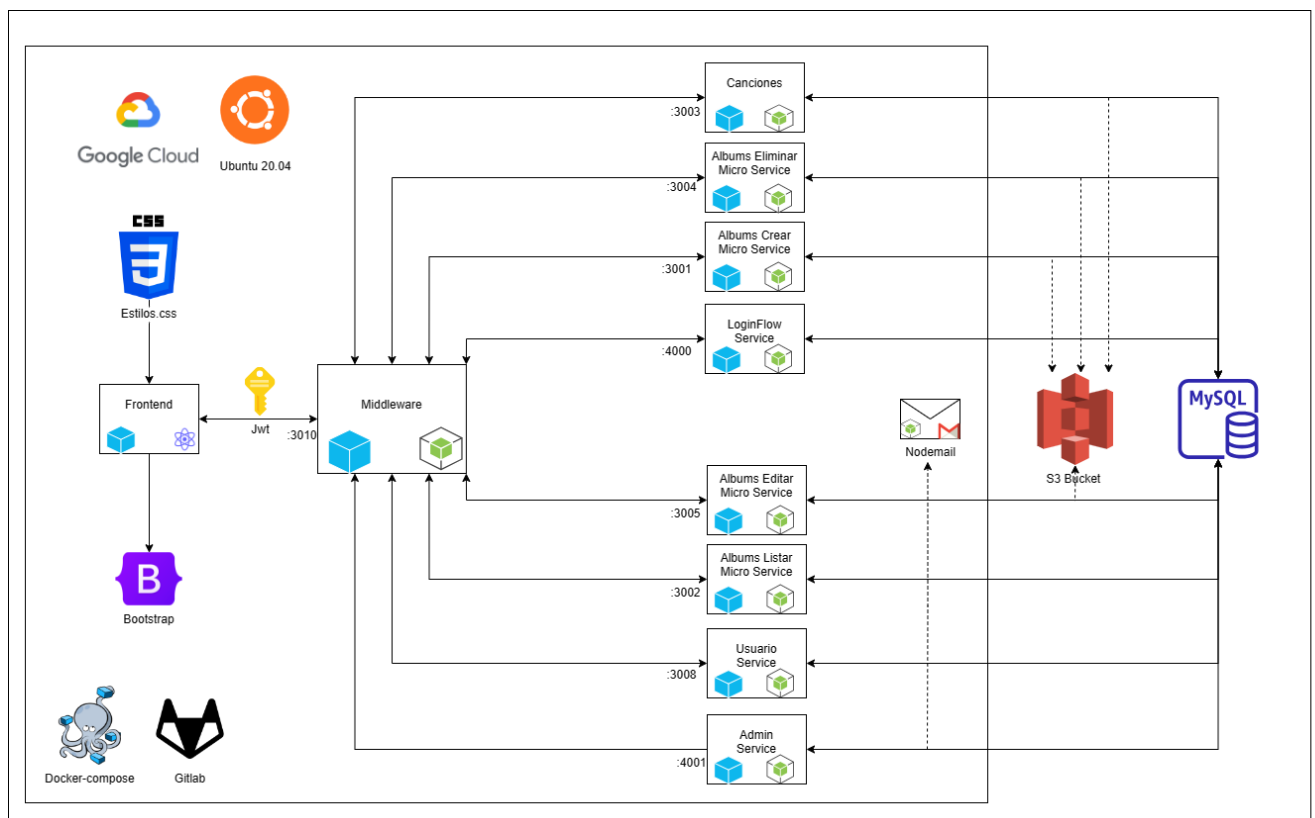 Google Cloud
Ubuntu 20.04
CSS
3
Estilos.css
Frontend
Jwt
:3010
Middleware
B
Bootstrap
Docker-compose
Gitlab
Canciones
:3003
Albums Eliminar
Micro Service
:3004
Albums Crear
Micro Service
:3001
LoginFlow
Service
:4000
Nodemail
S3 Bucket
MySQL
Albums Editar
Micro Service
:3005
Albums Listar
Micro Service
:3002
Usuario
Service
:3008
Admin
Service
:4001